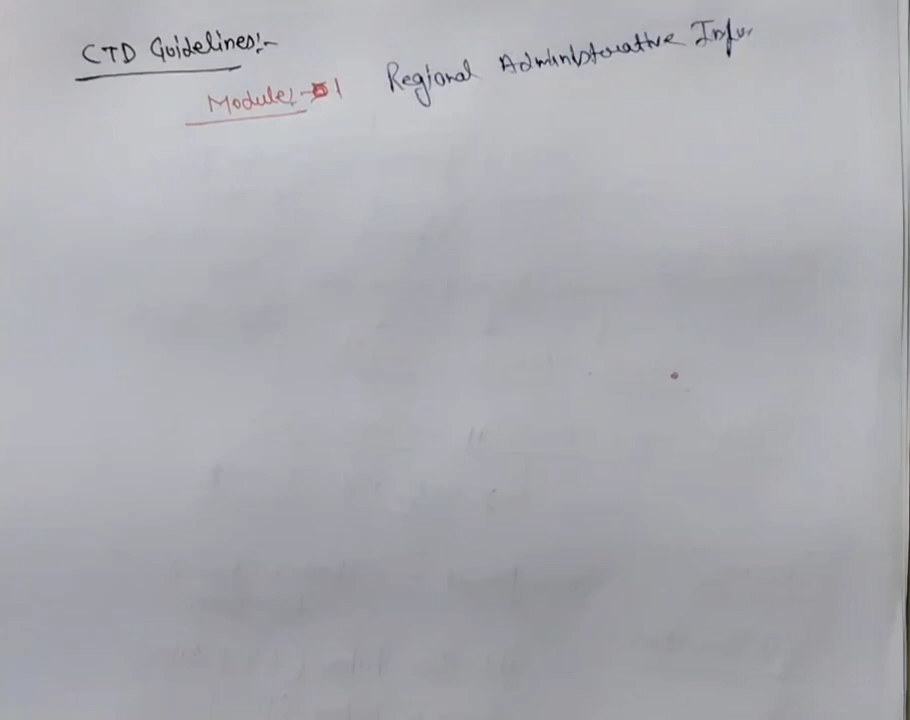 CTD Guidelines:-
Module:- 1 Regional Administrative Infor